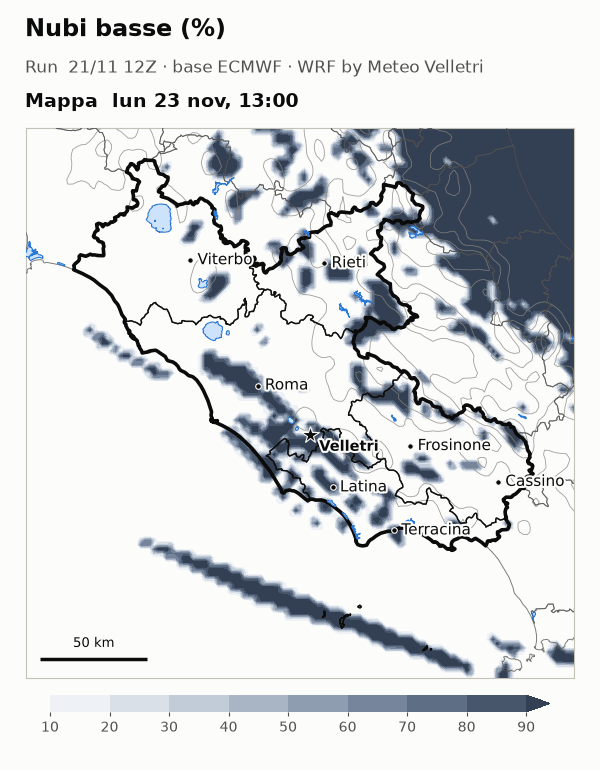 Nubi basse (%)
Run  21/11 12Z · base ECMWF · WRF by Meteo Velletri
Mappa  lun 23 nov, 13:00
Viterbo
Rieti
Roma
Velletri
Frosinone
Latina
Cassino
Terracina
50 km
10 20 30 40 50 60 70 80 90